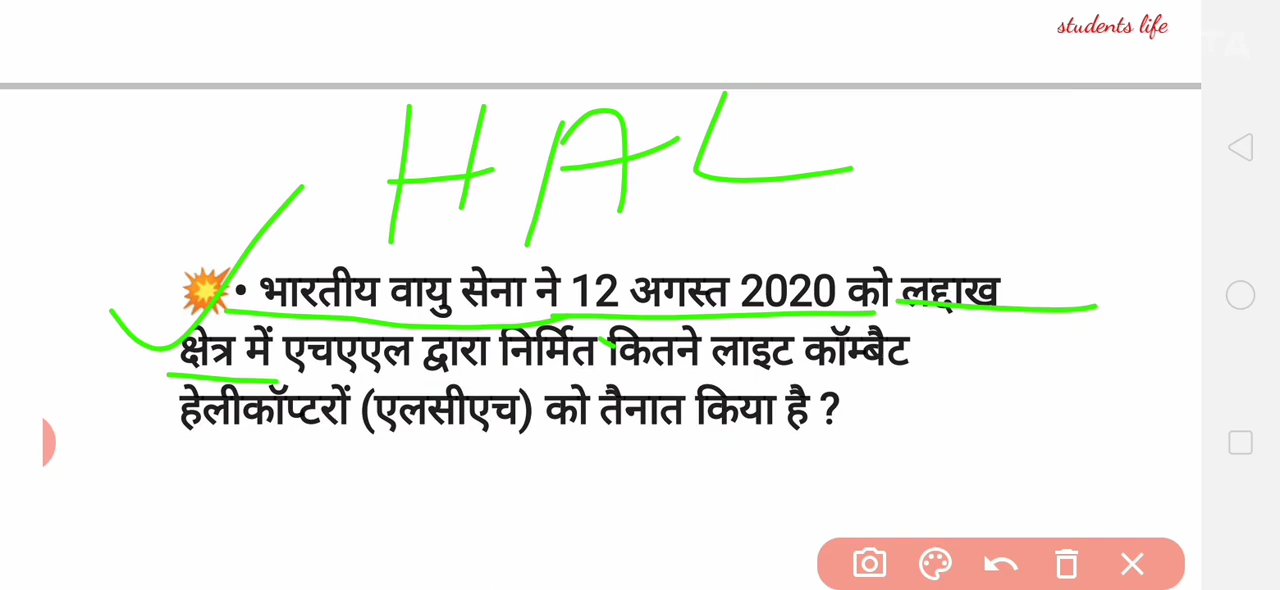 students life
HAL
💥• भारतीय वायु सेना ने 12 अगस्त 2020 को लद्दाख
क्षेत्र में एचएएल द्वारा निर्मित कितने लाइट कॉम्बैट
हेलीकॉप्टरों (एलसीएच) को तैनात किया है ?